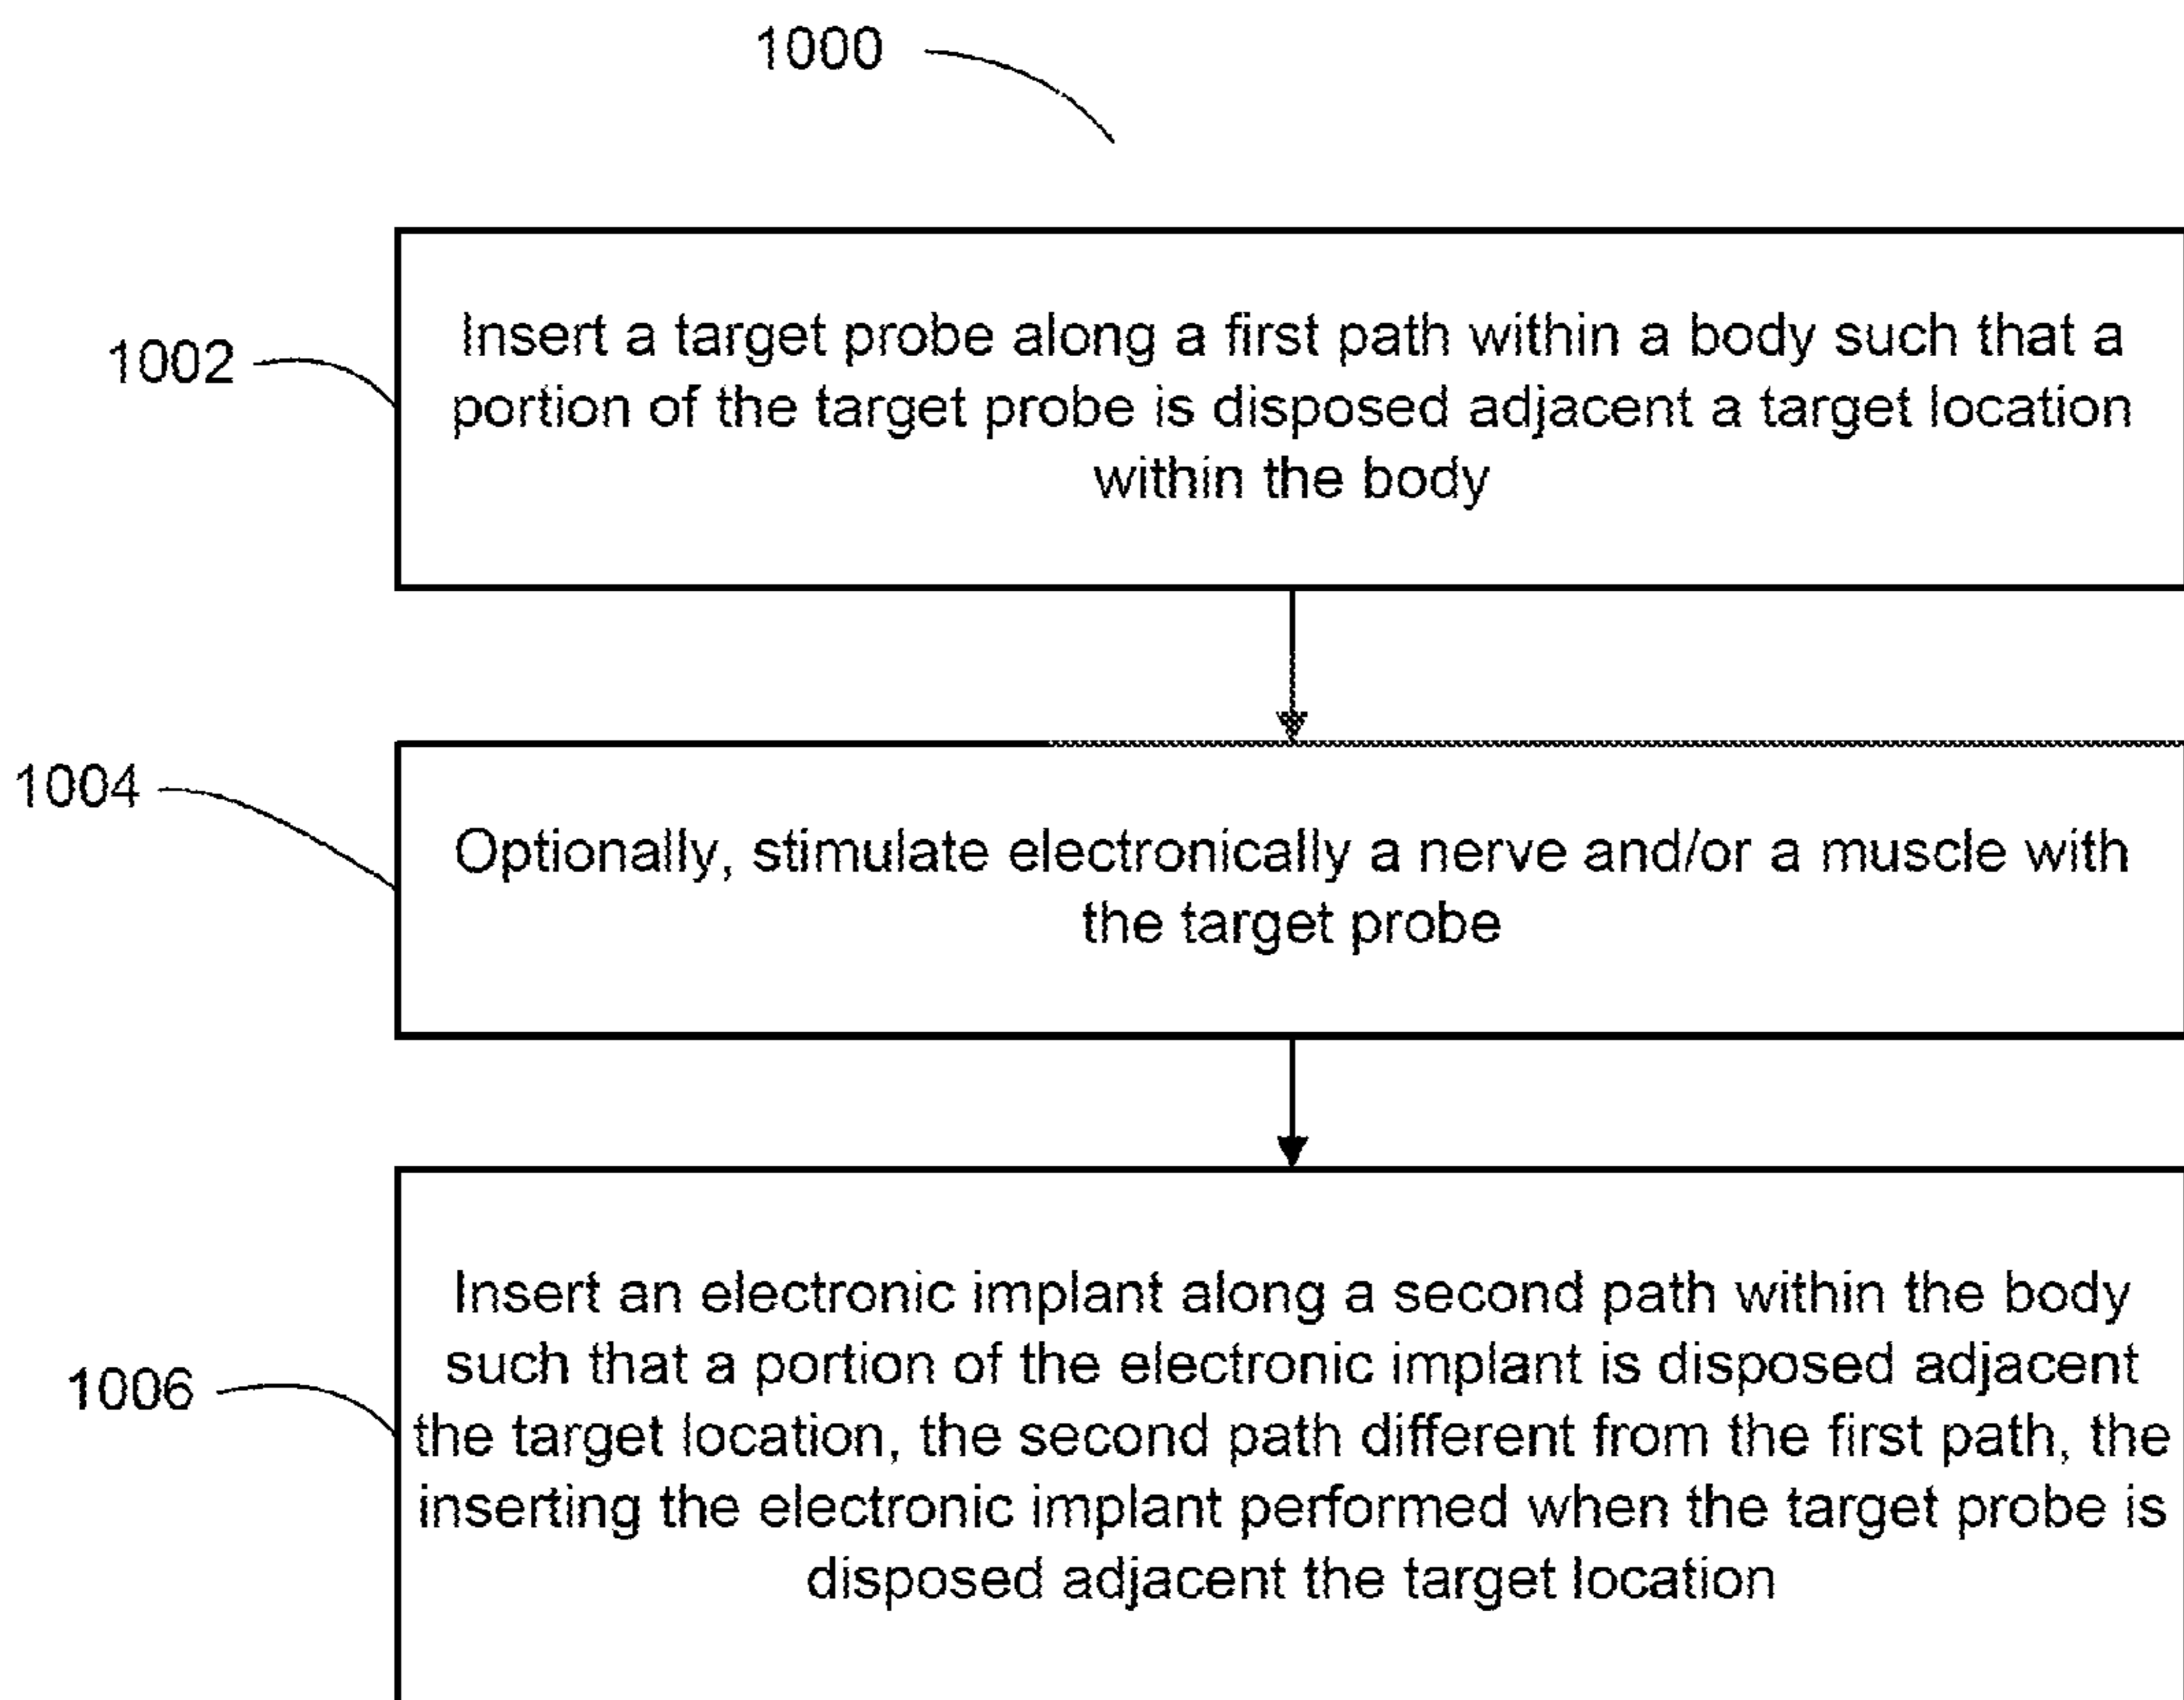 1000
1002
Insert a target probe along a first path within a body such that a
portion of the target probe is disposed adjacent a target location
within the body
1004
Optionally, stimulate electronically a nerve and/or a muscle with
the target probe
1006
Insert an electronic implant along a second path within the body
such that a portion of the electronic implant is disposed adjacent
the target location, the second path different from the first path, the
inserting the electronic implant performed when the target probe is
disposed adjacent the target location